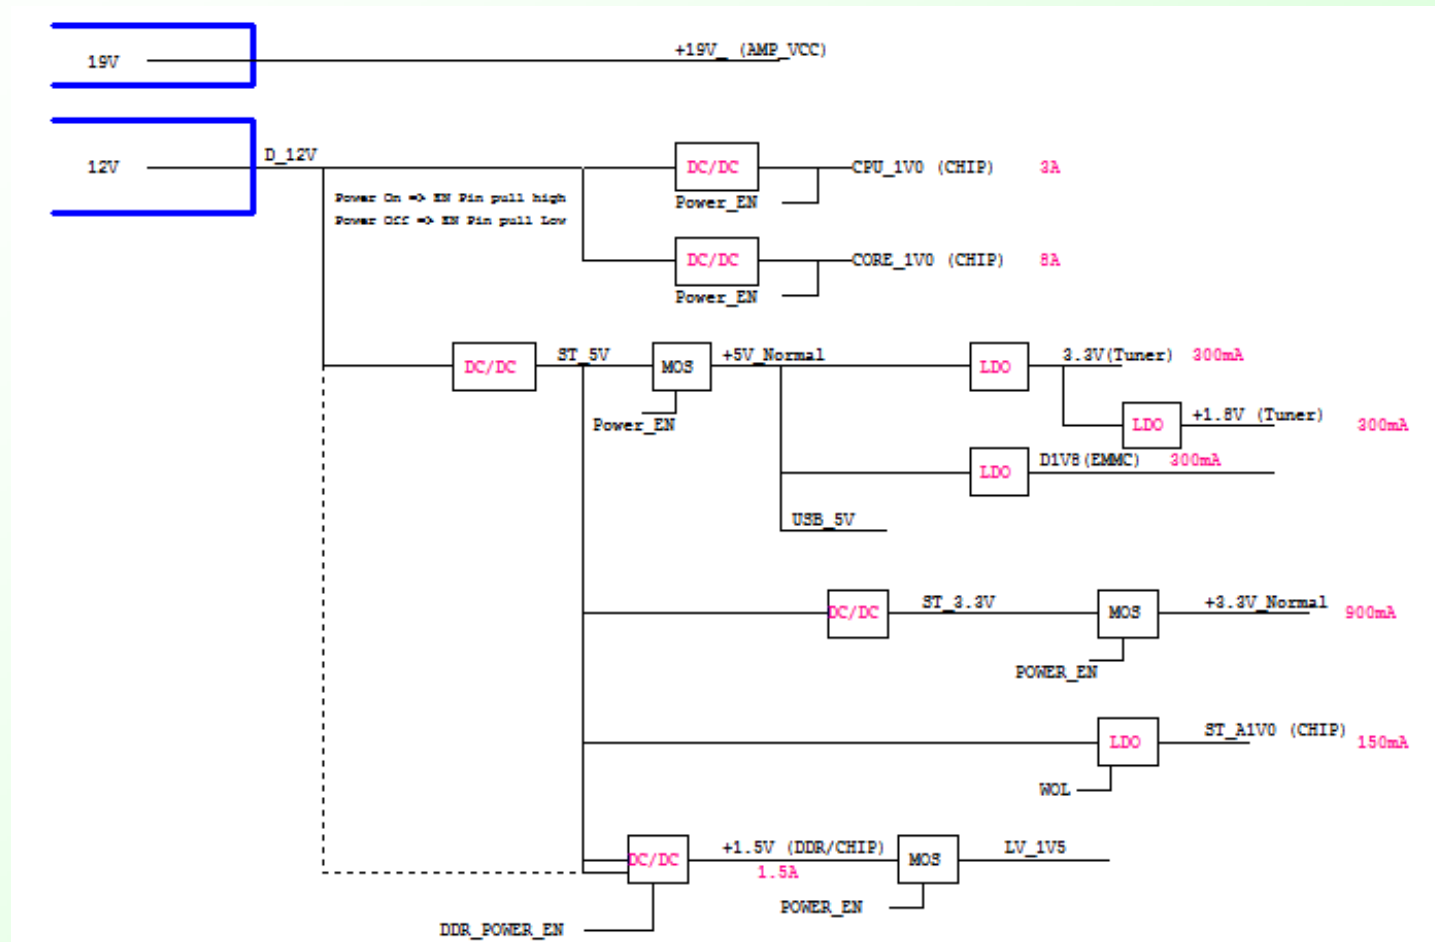 19V
+19V_ (AMP_VCC)
12V
D_12V
Power On => EN Pin pull high
Power Off => EN Pin pull Low
DC/DC
CPU_1V0 (CHIP)
3A
Power_EN
DC/DC
CORE_1V0 (CHIP)
8A
Power_EN
DC/DC
ST_5V
MOS
+5V_Normal
LDO
3.3V(Tuner)
300mA
Power_EN
LDO
+1.8V (Tuner)
300mA
LDO
D1V8(EMMC)
300mA
USB_5V
DC/DC
ST_3.3V
MOS
+3.3V_Normal
900mA
POWER_EN
LDO
ST_A1V0 (CHIP)
150mA
WOL
DC/DC
+1.5V (DDR/CHIP)
1.5A
MOS
LV_1V5
POWER_EN
DDR_POWER_EN